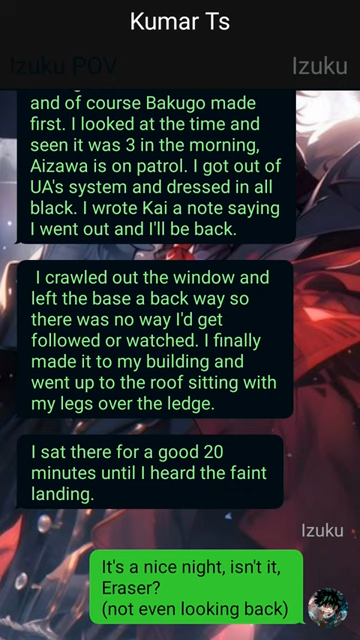 Kumar Ts
Izuku POV
Izuku
and of course Bakugo made
first. I looked at the time and
seen it was 3 in the morning,
Aizawa is on patrol. I got out of
UA's system and dressed in all
black. I wrote Kai a note saying
I went out and I'll be back.
I crawled out the window and
left the base a back way so
there was no way I'd get
followed or watched. I finally
made it to my building and
went up to the roof sitting with
my legs over the ledge.
I sat there for a good 20
minutes until I heard the faint
landing.
Izuku
It's a nice night, isn't it,
Eraser?
(not even looking back)